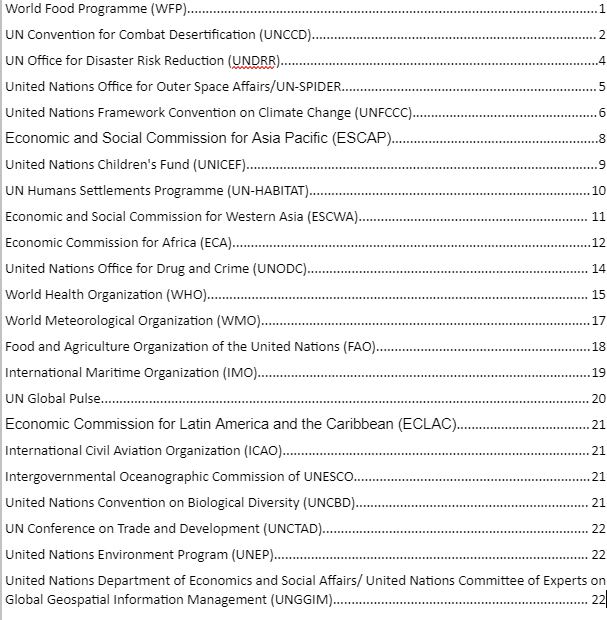 World Food Programme (WFP)..........1
UN Convention for Combat Desertification (UNCCD)..........2
UN Office for Disaster Risk Reduction (UNDRR)..........4
United Nations Office for Outer Space Affairs/UN-SPIDER..........5
United Nations Framework Convention on Climate Change (UNFCCC)..........6
Economic and Social Commission for Asia Pacific (ESCAP)..........8
United Nations Children's Fund (UNICEF)..........9
UN Humans Settlements Programme (UN-HABITAT)..........10
Economic and Social Commission for Western Asia (ESCWA)..........11
Economic Commission for Africa (ECA)..........12
United Nations Office for Drug and Crime (UNODC)..........14
World Health Organization (WHO)..........15
World Meteorological Organization (WMO)..........17
Food and Agriculture Organization of the United Nations (FAO)..........18
International Maritime Organization (IMO)..........19
UN Global Pulse..........20
Economic Commission for Latin America and the Caribbean (ECLAC)..........21
International Civil Aviation Organization (ICAO)..........21
Intergovernmental Oceanographic Commission of UNESCO..........21
United Nations Convention on Biological Diversity (UNCBD)..........21
UN Conference on Trade and Development (UNCTAD)..........22
United Nations Environment Program (UNEP)..........22
United Nations Department of Economics and Social Affairs/ United Nations Committee of Experts on
Global Geospatial Information Management (UNGGIM)..........22